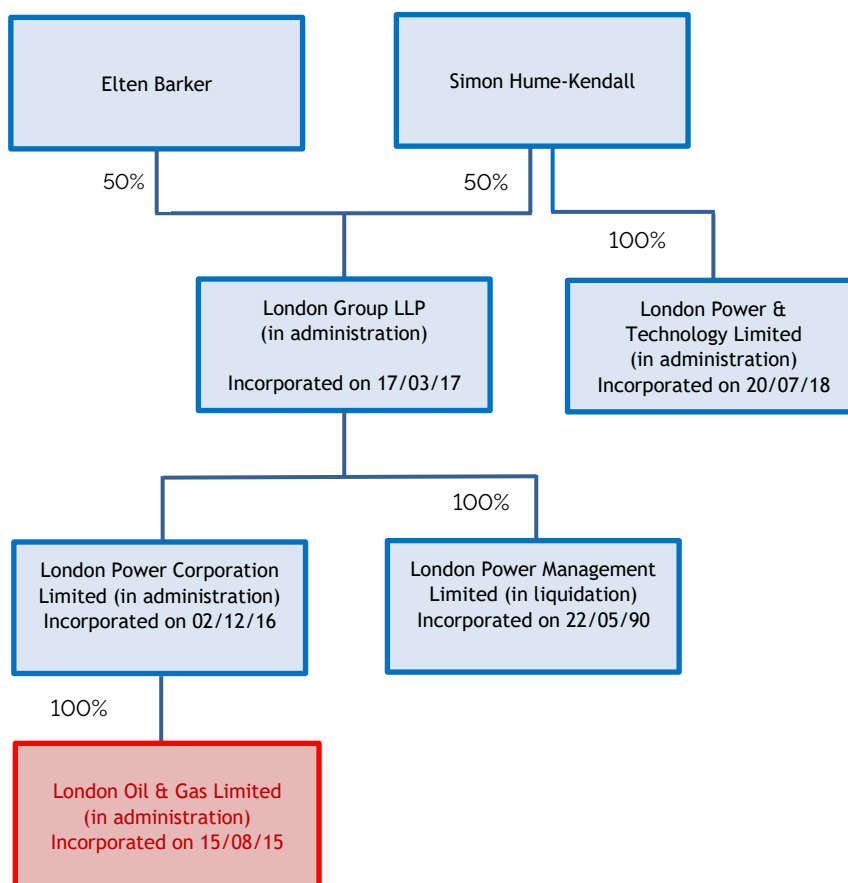 Elten Barker
Simon Hume-Kendall
50%
50%
100%
London Group LLP
(in administration)
Incorporated on 17/03/17
London Power &
Technology Limited
(in administration)
Incorporated on 20/07/18
100%
London Power Corporation
Limited (in administration)
Incorporated on 02/12/16
London Power Management
Limited (in liquidation)
Incorporated on 22/05/90
100%
London Oil & Gas Limited
(in administration)
Incorporated on 15/08/15